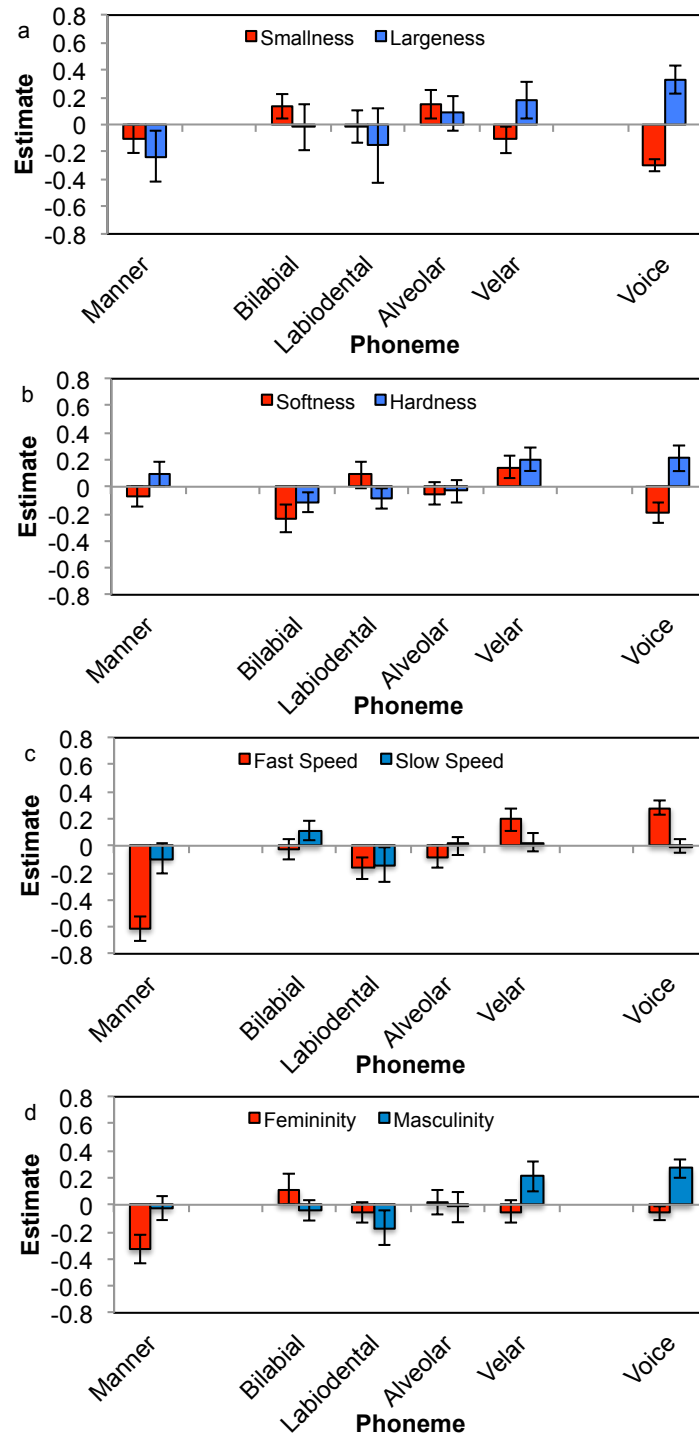 a
Smallness Largeness
0.8
0.6
0.4
0.2
0
-0.2
-0.4
-0.6
-0.8
Estimate
Manner
Bilabial
Labiodental
Alveolar
Velar
Voice
Phoneme
b
Softness Hardness
0.8
0.6
0.4
0.2
0
-0.2
-0.4
-0.6
-0.8
Estimate
Manner
Bilabial
Labiodental
Alveolar
Velar
Voice
Phoneme
c
Fast Speed Slow Speed
0.8
0.6
0.4
0.2
0
-0.2
-0.4
-0.6
-0.8
Estimate
Manner
Bilabial
Labiodental
Alveolar
Velar
Voice
Phoneme
d
Femininity Masculinity
0.8
0.6
0.4
0.2
0
-0.2
-0.4
-0.6
-0.8
Estimate
Manner
Bilabial
Labiodental
Alveolar
Velar
Voice
Phoneme